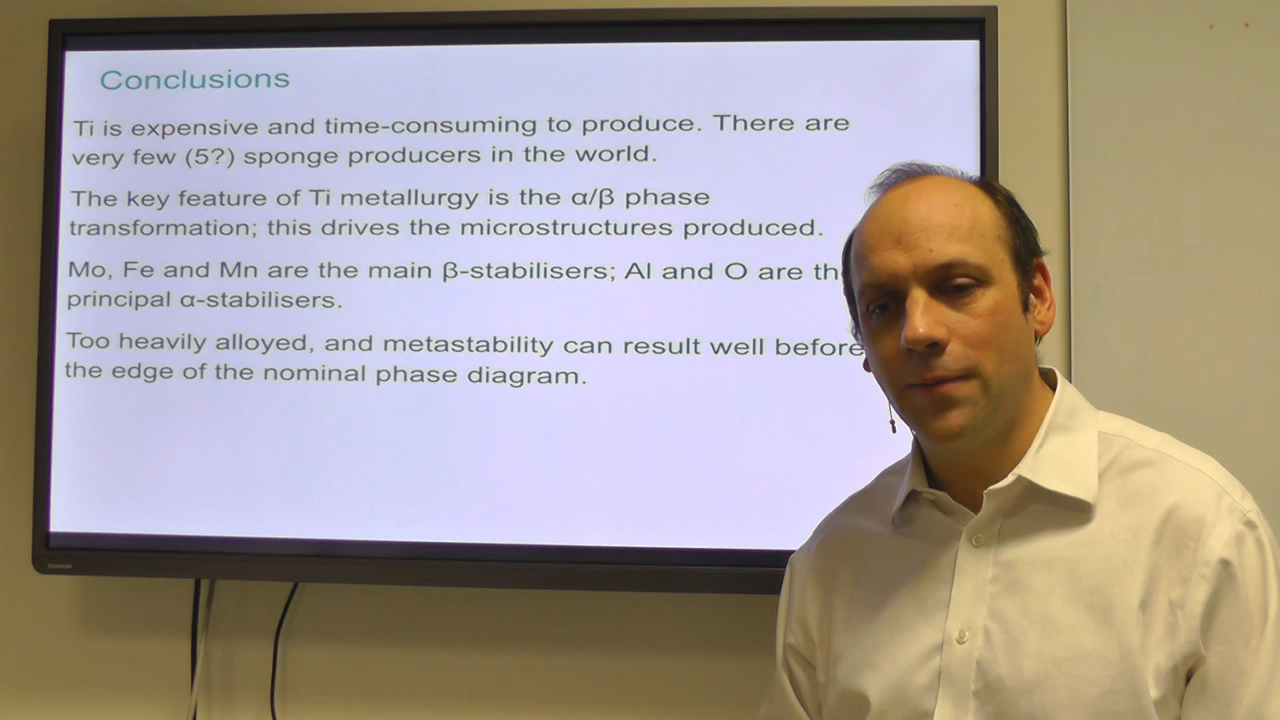 Conclusions
Ti is expensive and time-consuming to produce. There are
very few (5?) sponge producers in the world.
The key feature of Ti metallurgy is the α/β phase
transformation; this drives the microstructures produced.
Mo, Fe and Mn are the main β-stabilisers; Al and O are th
principal α-stabilisers.
Too heavily alloyed, and metastability can result well before
the edge of the nominal phase diagram.
TOSHIBA